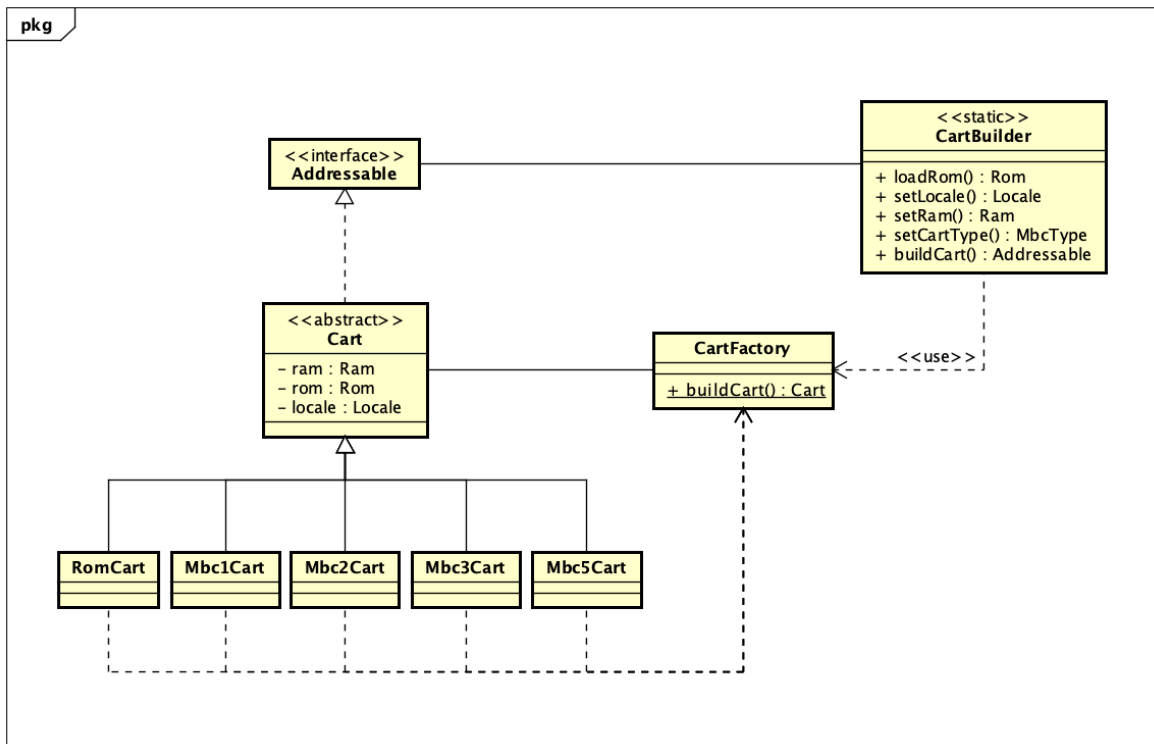 pkg
<<static>>
CartBuilder
+ loadRom() : Rom
+ setLocale() : Locale
+ setRam() : Ram
+ setCartType() : MbcType
+ buildCart() : Addressable
<<interface>>
Addressable
<<abstract>>
Cart
- ram : Ram
- rom : Rom
- locale : Locale
CartFactory
+ buildCart() : Cart
<<use>>
RomCart
Mbc1Cart
Mbc2Cart
Mbc3Cart
Mbc5Cart